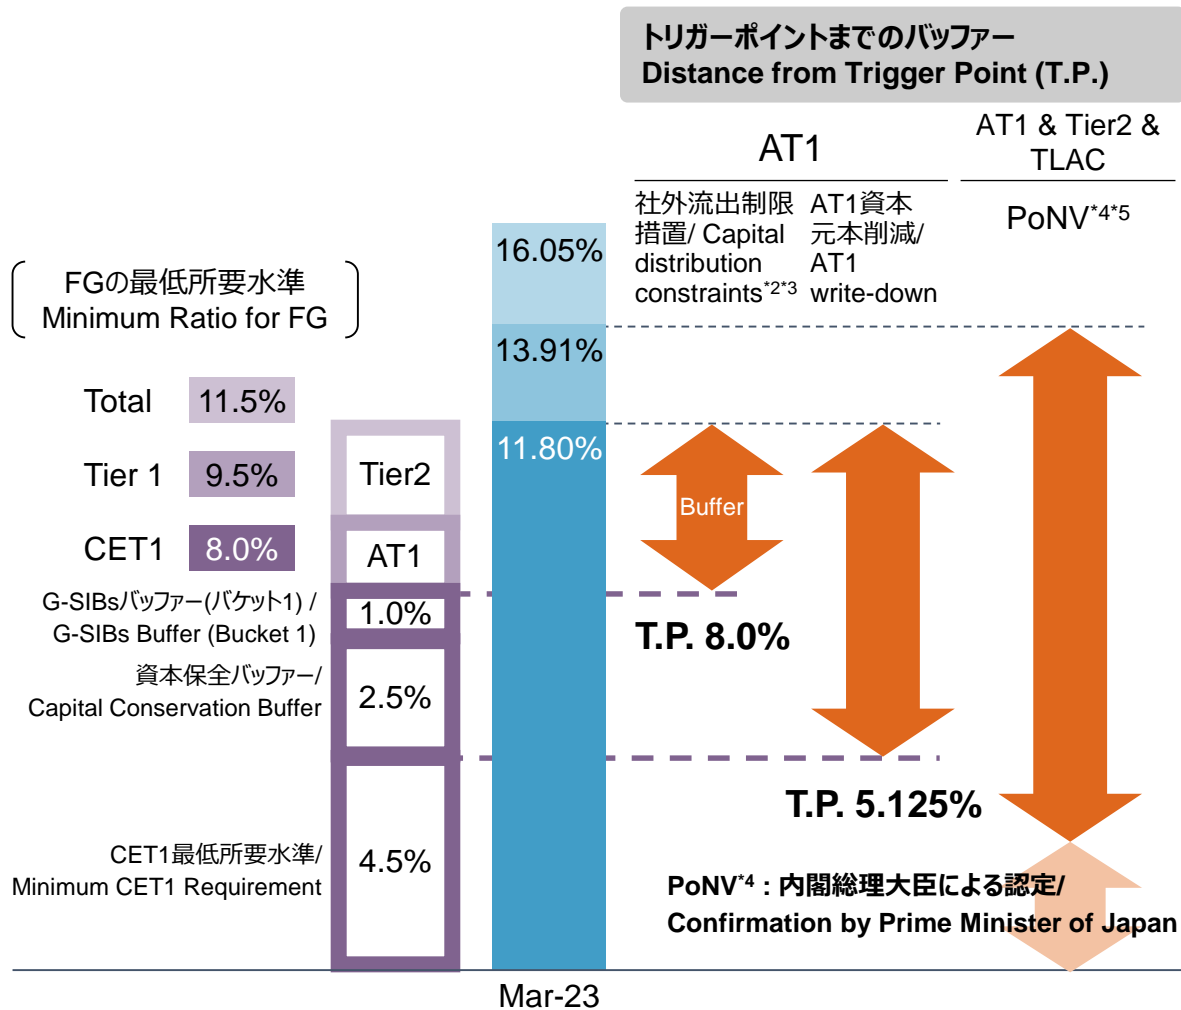 トリガーポイントまでのバッファー
Distance from Trigger Point (T.P.)
AT1
AT1 & Tier2 &
TLAC
社外流出制限
措置/ Capital
distribution
constraints*2*3
AT1資本
元本削減/
AT1
write-down
PoNV*4*5
FGの最低所要水準
Minimum Ratio for FG
Total 11.5%
Tier 1 9.5%
CET1 8.0%
G-SIBsバッファー(バケット1) /
G-SIBs Buffer (Bucket 1)
資本保全バッファー/
Capital Conservation Buffer
CET1最低所要水準/
Minimum CET1 Requirement
Tier2
AT1
1.0%
2.5%
4.5%
16.05%
13.91%
11.80%
Mar-23
Buffer
T.P. 8.0%
T.P. 5.125%
PoNV*4 : 内閣総理大臣による認定/
Confirmation by Prime Minister of Japan